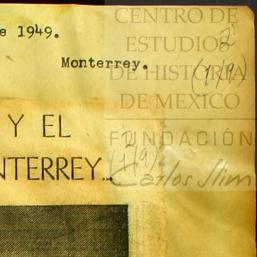 CENTRO DE
ESTUDIOS
e 1949.
Monterrey.
DE HISTORIA
DE MEXICO
Y EL
FUNDACIÓN
NTERREY...
Carlos Slim